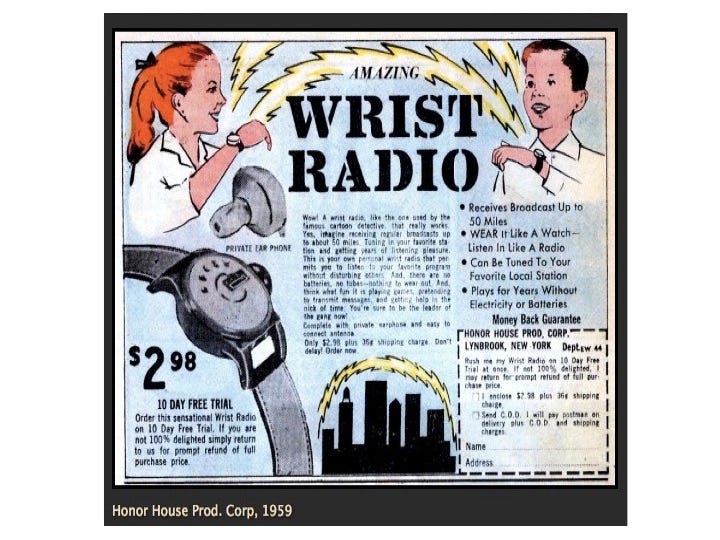 AMAZING
WRIST
RADIO
PRIVATE EAR PHONE
Wow! A wrist radio, like the one used by the
famous cartoon detective, that really works.
Yes, imagine receiving regular broadcasts up
to about 50 miles. Tuning in your favorite sta-
tion and getting years of listening pleasure.
This is your own personal wrist radio that per-
mits you to listen to your favorite program
without disturbing others. And, there are no
batteries, no tubes—nothing to wear out. And,
think what fun it is playing games, pretending
to transmit messages, and getting help in the
nick of time. You're sure to be the leader of
the gang now!
Complete with private earphone and easy to
connect antenna.
Only $2.98 plus 35¢ shipping charge. Don't
delay! Order now.
• Receives Broadcast Up to
50 Miles
• WEAR It Like A Watch—
Listen In Like A Radio
• Can Be Tuned To Your
Favorite Local Station
• Plays for Years Without
Electricity or Batteries
Money Back Guarantee
$2 98
10 DAY FREE TRIAL
Order this sensational Wrist Radio
on 10 Day Free Trial. If you are
not 100% delighted simply return
to us for prompt refund of full
purchase price.
HONOR HOUSE PROD, CORP.
LYNBROOK, NEW YORK Dept. EW 44
Rush me my Wrist Radio on 10 Day Free
Trial at once. If not 100% delighted, I
may return for prompt refund of full pur-
chase price.
I enclose $2.98 plus 36¢ shipping
charge.
Send C.O.D. I will pay postman on
delivery plus C.O.D. and shipping
charges.
Name
Address
Honor House Prod. Corp, 1959